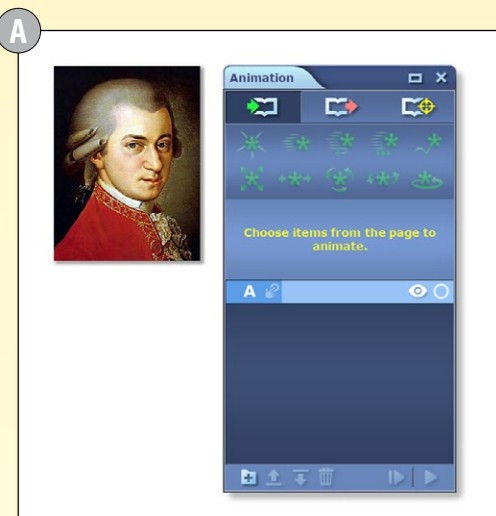 A
Animation
Choose items from the page to
animate.
A